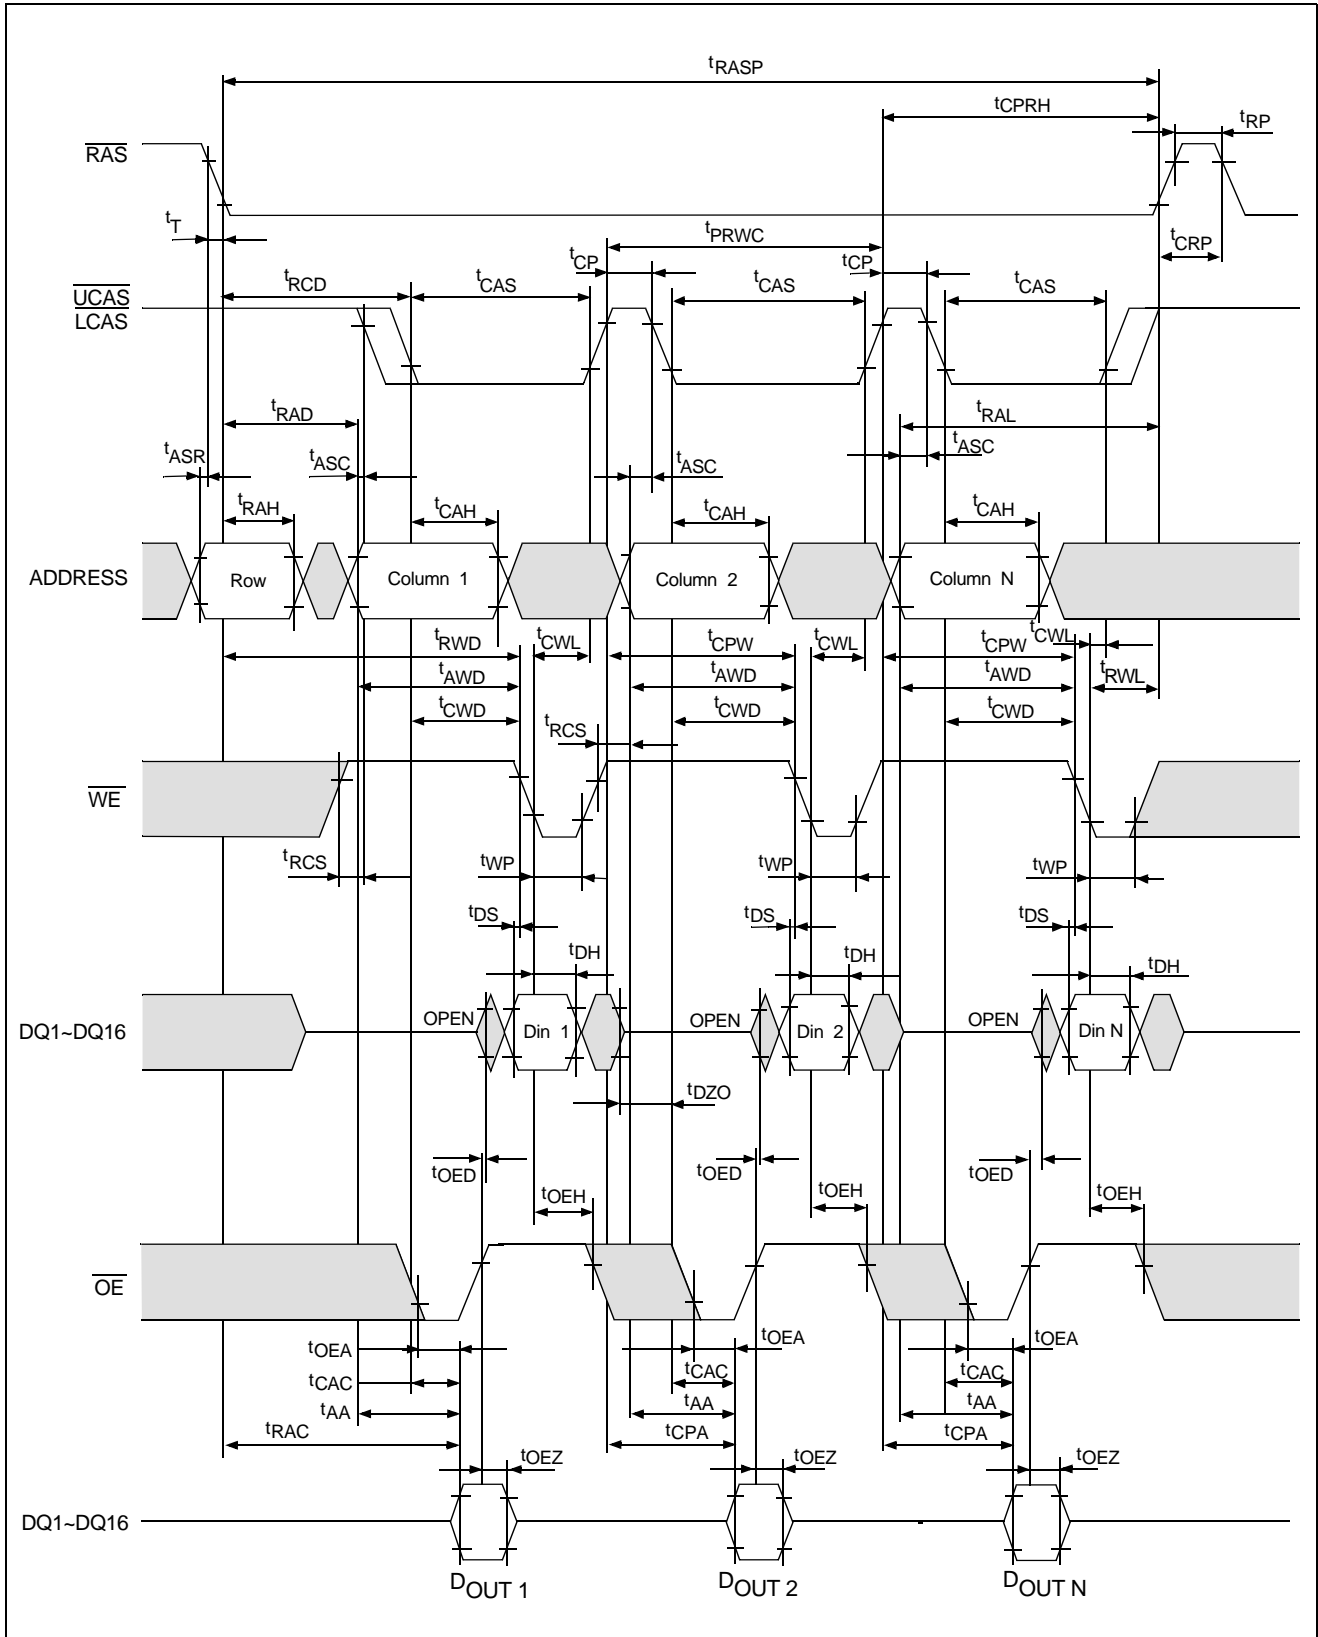 tRASP
tCPRH
tRP
RAS
tT
tPRWC
tCRP
tCP
tCP
tRCD
tCAS
tCAS
tCAS
UCAS
LCAS
tRAD
tRAL
tASR
tASC
tASC
tASC
tRAH
tCAH
tCAH
tCAH
ADDRESS
Row
Column 1
Column 2
Column N
tRWD
tCWL
tCPW
tCWL
tCPW
tCWL
tAWD
tAWD
tAWD
tRWL
tCWD
tRCS
tCWD
tCWD
WE
tRCS
tWP
tWP
tWP
tDS
tDS
tDS
tDH
tDH
tDH
DQ1~DQ16
OPEN
Din 1
OPEN
Din 2
OPEN
Din N
tDZO
tOED
tOED
tOED
tOEH
tOEH
tOEH
OE
tOEA
tOEA
tOEA
tCAC
tCAC
tCAC
tAA
tAA
tAA
tRAC
tCPA
tCPA
tOEZ
tOEZ
tOEZ
DQ1~DQ16
DOUT 1
DOUT 2
DOUT N